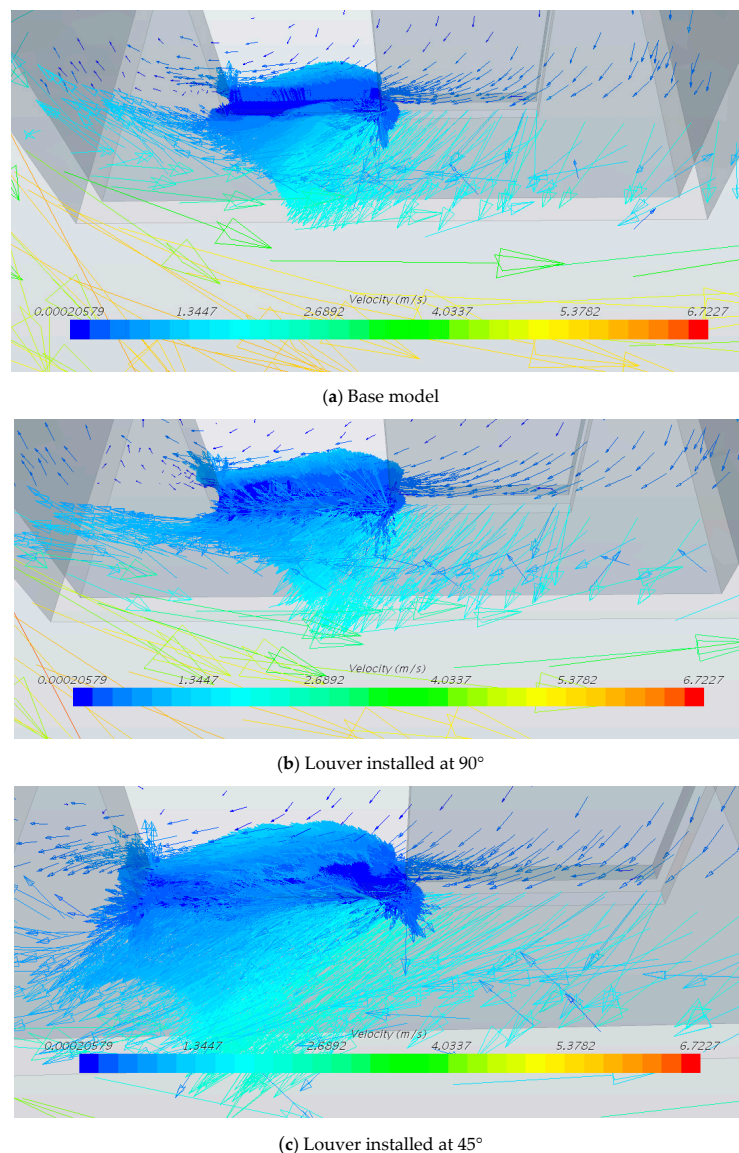 Velocity (m/s)
0.00020579 1.3447 2.6892 4.0337 5.3782 6.7227
(a) Base model
Velocity (m/s)
0.00020579 1.3447 2.6892 4.0337 5.3782 6.7227
(b) Louver installed at 90°
Velocity (m/s)
0.00020579 1.3447 2.6892 4.0337 5.3782 6.7227
(c) Louver installed at 45°